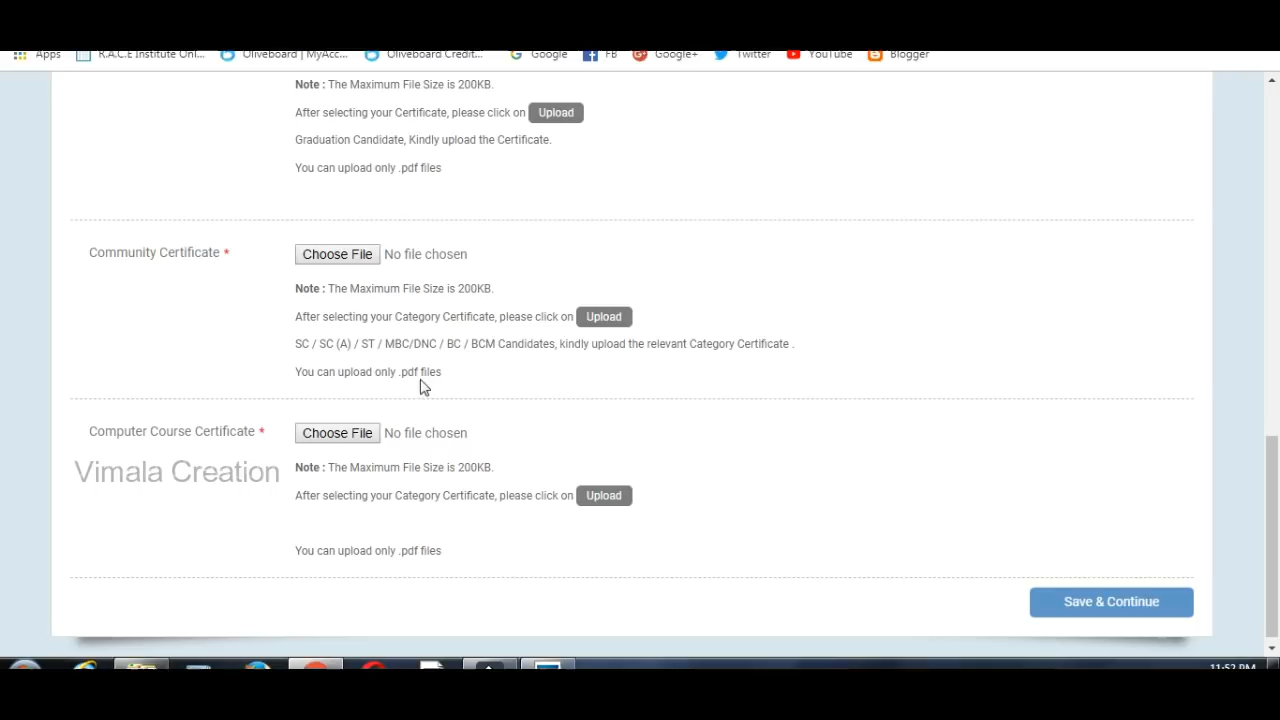 Apps R.A.C.E Institute Onl... Oliveboard | MyAcc... Oliveboard Credit... Google FB Google+ Twitter YouTube Blogger
Note : The Maximum File Size is 200KB.
After selecting your Certificate, please click on Upload
Graduation Candidate, Kindly upload the Certificate.
You can upload only .pdf files
Community Certificate * Choose File No file chosen
Note : The Maximum File Size is 200KB.
After selecting your Category Certificate, please click on Upload
SC / SC (A) / ST / MBC/DNC / BC / BCM Candidates, kindly upload the relevant Category Certificate .
You can upload only .pdf files
Computer Course Certificate * Choose File No file chosen
Vimala Creation
Note : The Maximum File Size is 200KB.
After selecting your Category Certificate, please click on Upload
You can upload only .pdf files
Save & Continue
11:52 PM